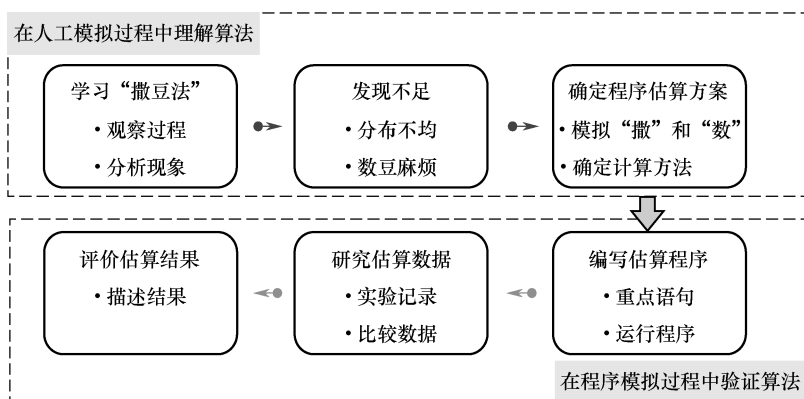 在人工模拟过程中理解算法
学习“撒豆法”
•观察过程
•分析现象
发现不足
•分布不均
•数豆麻烦
确定程序估算方案
•模拟“撒”和“数”
•确定计算方法
编写估算程序
•重点语句
•运行程序
研究估算数据
•实验记录
•比较数据
评价估算结果
•描述结果
在程序模拟过程中验证算法